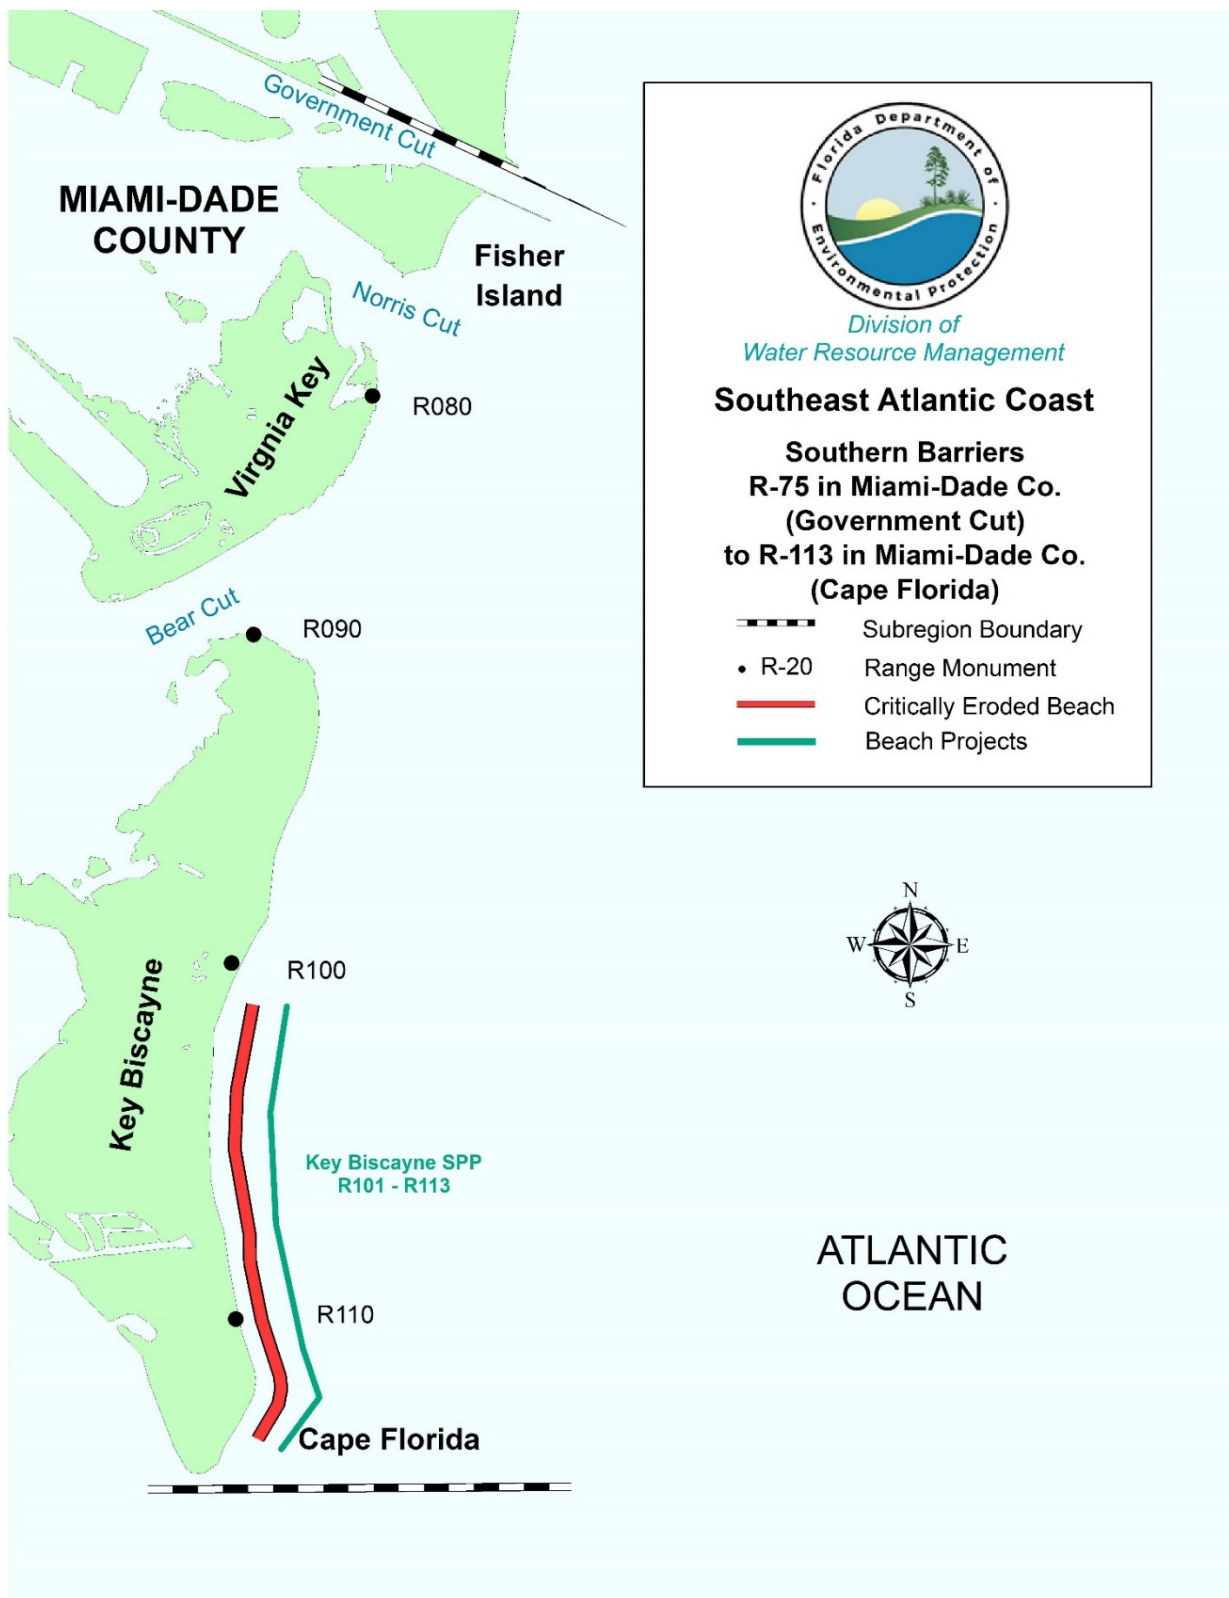 Government Cut
MIAMI-DADE
COUNTY
Fisher
Island
Norris Cut
Virgnia Key
R080
Bear Cut
R090
Key Biscayne
R100
Key Biscayne SPP
R101 - R113
R110
Cape Florida
Florida Department of
Environmental Protection
Division of
Water Resource Management
Southeast Atlantic Coast
Southern Barriers
R-75 in Miami-Dade Co.
(Government Cut)
to R-113 in Miami-Dade Co.
(Cape Florida)
Subregion Boundary
R-20 Range Monument
Critically Eroded Beach
Beach Projects
N
W E
S
ATLANTIC
OCEAN